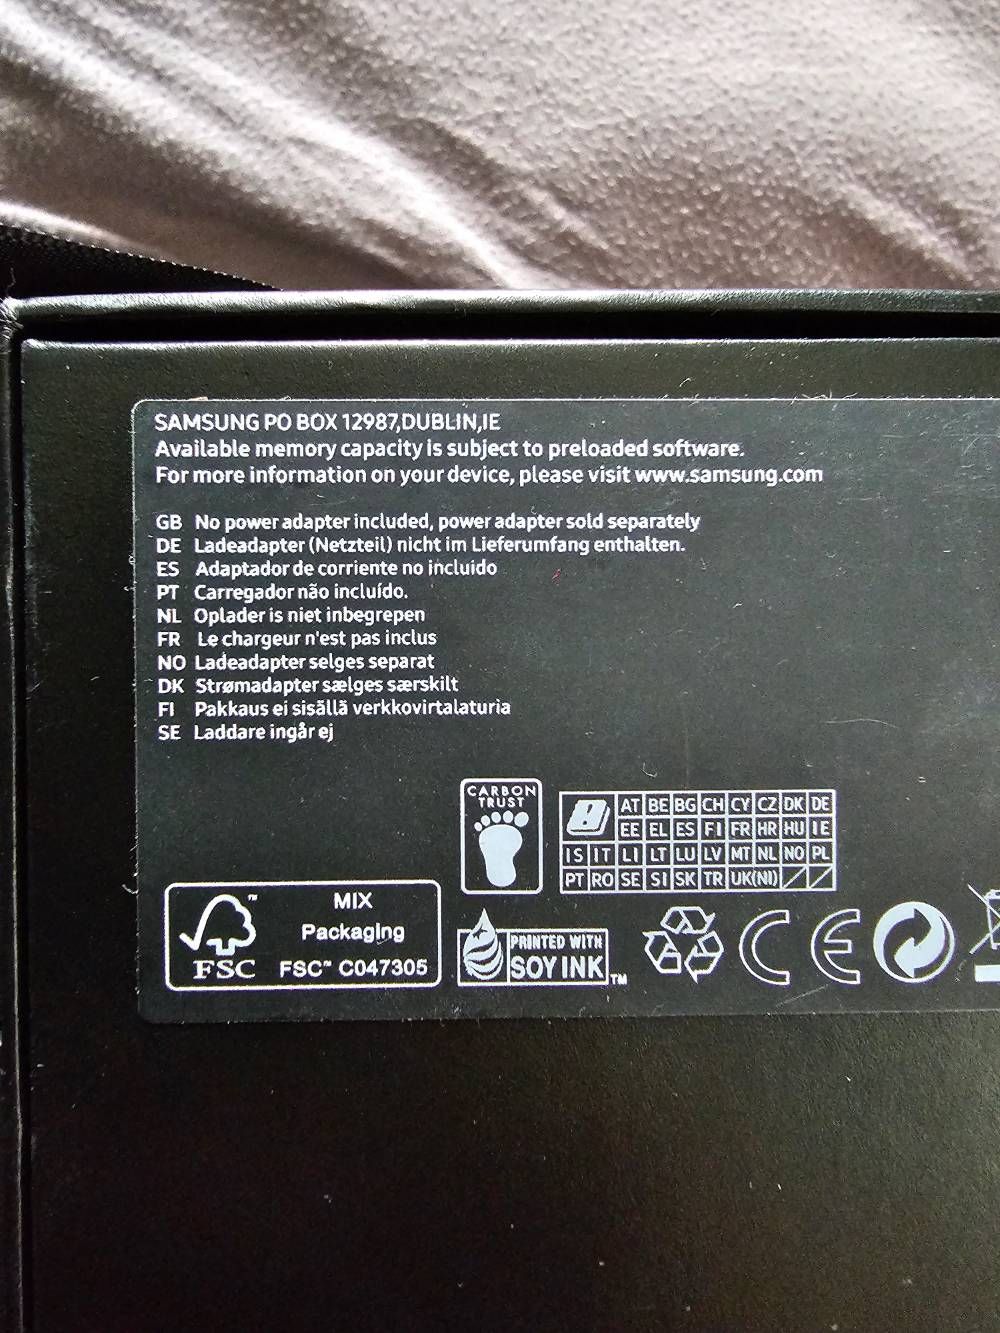 SAMSUNG PO BOX 12987,DUBLIN,IE
Available memory capacity is subject to preloaded software.
For more information on your device, please visit www.samsung.com
GB No power adapter included, power adapter sold separately
DE Ladeadapter (Netzteil) nicht im Lieferumfang enthalten.
ES Adaptador de corriente no incluido
PT Carregador não incluído.
NL Oplader is niet inbegrepen
FR Le chargeur n'est pas inclus
NO Ladeadapter selges separat
DK Strømadapter sælges særskilt
FI Pakkaus ei sisällä verkkovirtalaturia
SE Laddare ingår ej
CARBON
TRUST
AT BE BG CH CY CZ DK DE
EE EL ES FI FR HR HU IE
IS IT LI LT LU LV MT NL NO PL
PT RO SE SI SK TR UK(NI)
FSC™
MIX
Packaging
FSC™ C047305
PRINTED WITH
SOY INK™
CE